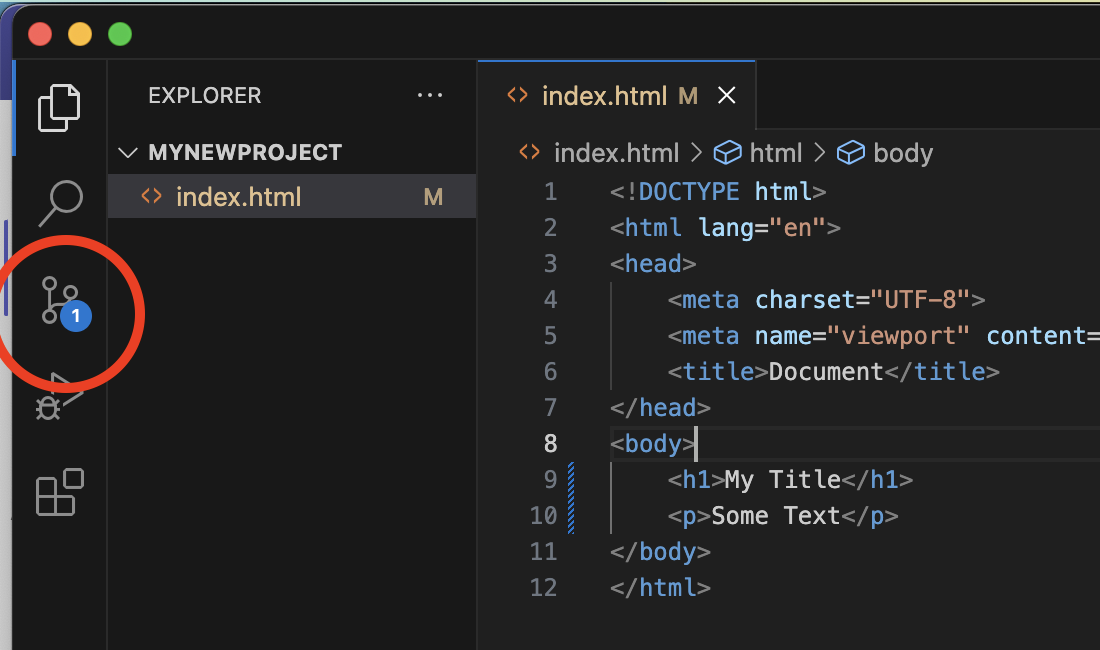 EXPLORER ...
MYNEWPROJECT
index.html M
1
index.html M
index.html > html > body
1 <!DOCTYPE html>
2 <html lang="en">
3 <head>
4     <meta charset="UTF-8">
5     <meta name="viewport" content=
6     <title>Document</title>
7 </head>
8 <body>
9     <h1>My Title</h1>
10     <p>Some Text</p>
11 </body>
12 </html>